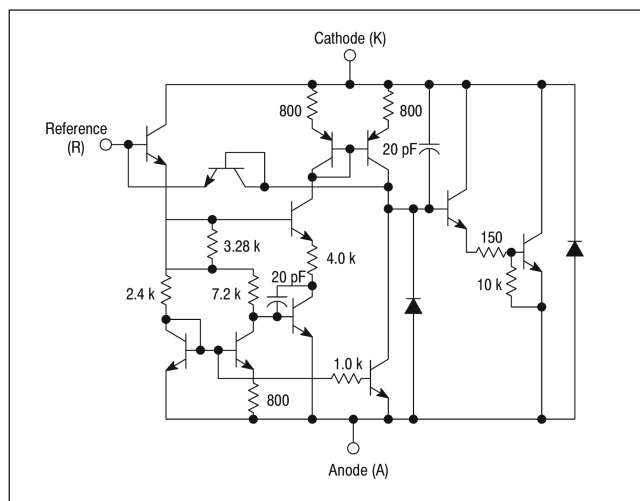 Cathode (K)
800
800
Reference
(R)
20 pF
3.28 k
4.0 k
150
2.4 k
7.2 k
20 pF
10 k
1.0 k
800
Anode (A)